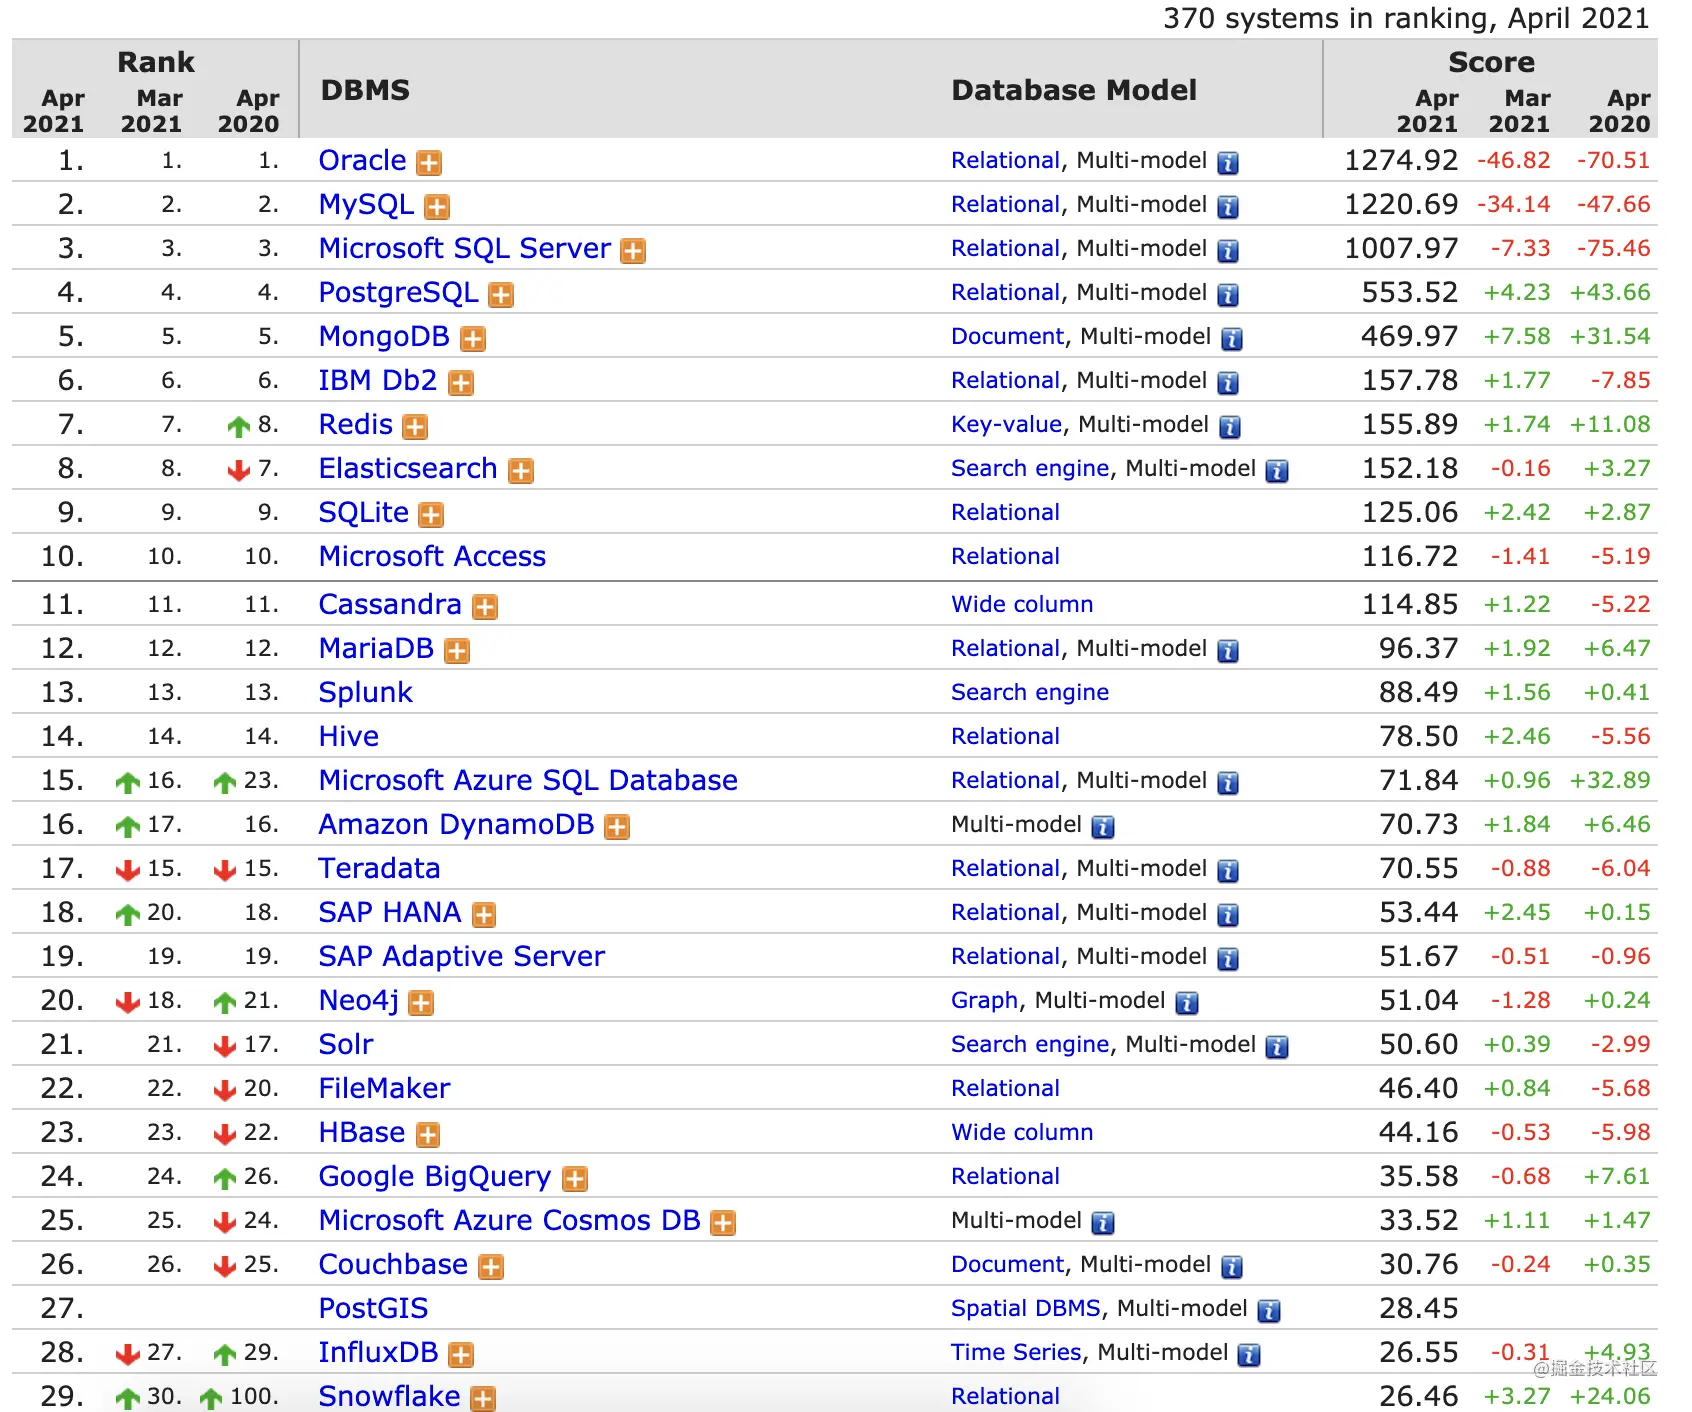 370 systems in ranking, April 2021
Rank DBMS Database Model Score
Apr 2021 Mar 2021 Apr 2020 Apr 2021 Mar 2021 Apr 2020
1. 1. 1. Oracle Relational, Multi-model 1274.92 -46.82 -70.51
2. 2. 2. MySQL Relational, Multi-model 1220.69 -34.14 -47.66
3. 3. 3. Microsoft SQL Server Relational, Multi-model 1007.97 -7.33 -75.46
4. 4. 4. PostgreSQL Relational, Multi-model 553.52 +4.23 +43.66
5. 5. 5. MongoDB Document, Multi-model 469.97 +7.58 +31.54
6. 6. 6. IBM Db2 Relational, Multi-model 157.78 +1.77 -7.85
7. 7. 8. Redis Key-value, Multi-model 155.89 +1.74 +11.08
8. 8. 7. Elasticsearch Search engine, Multi-model 152.18 -0.16 +3.27
9. 9. 9. SQLite Relational 125.06 +2.42 +2.87
10. 10. 10. Microsoft Access Relational 116.72 -1.41 -5.19
11. 11. 11. Cassandra Wide column 114.85 +1.22 -5.22
12. 12. 12. MariaDB Relational, Multi-model 96.37 +1.92 +6.47
13. 13. 13. Splunk Search engine 88.49 +1.56 +0.41
14. 14. 14. Hive Relational 78.50 +2.46 -5.56
15. 16. 23. Microsoft Azure SQL Database Relational, Multi-model 71.84 +0.96 +32.89
16. 17. 16. Amazon DynamoDB Multi-model 70.73 +1.84 +6.46
17. 15. 15. Teradata Relational, Multi-model 70.55 -0.88 -6.04
18. 20. 18. SAP HANA Relational, Multi-model 53.44 +2.45 +0.15
19. 19. 19. SAP Adaptive Server Relational, Multi-model 51.67 -0.51 -0.96
20. 18. 21. Neo4j Graph, Multi-model 51.04 -1.28 +0.24
21. 21. 17. Solr Search engine, Multi-model 50.60 +0.39 -2.99
22. 22. 20. FileMaker Relational 46.40 +0.84 -5.68
23. 23. 22. HBase Wide column 44.16 -0.53 -5.98
24. 24. 26. Google BigQuery Relational 35.58 -0.68 +7.61
25. 25. 24. Microsoft Azure Cosmos DB Multi-model 33.52 +1.11 +1.47
26. 26. 25. Couchbase Document, Multi-model 30.76 -0.24 +0.35
27. PostGIS Spatial DBMS, Multi-model 28.45
28. 27. 29. InfluxDB Time Series, Multi-model 26.55 -0.31 +4.93
@掘金技术社区
29. 30. 100. Snowflake Relational 26.46 +3.27 +24.06